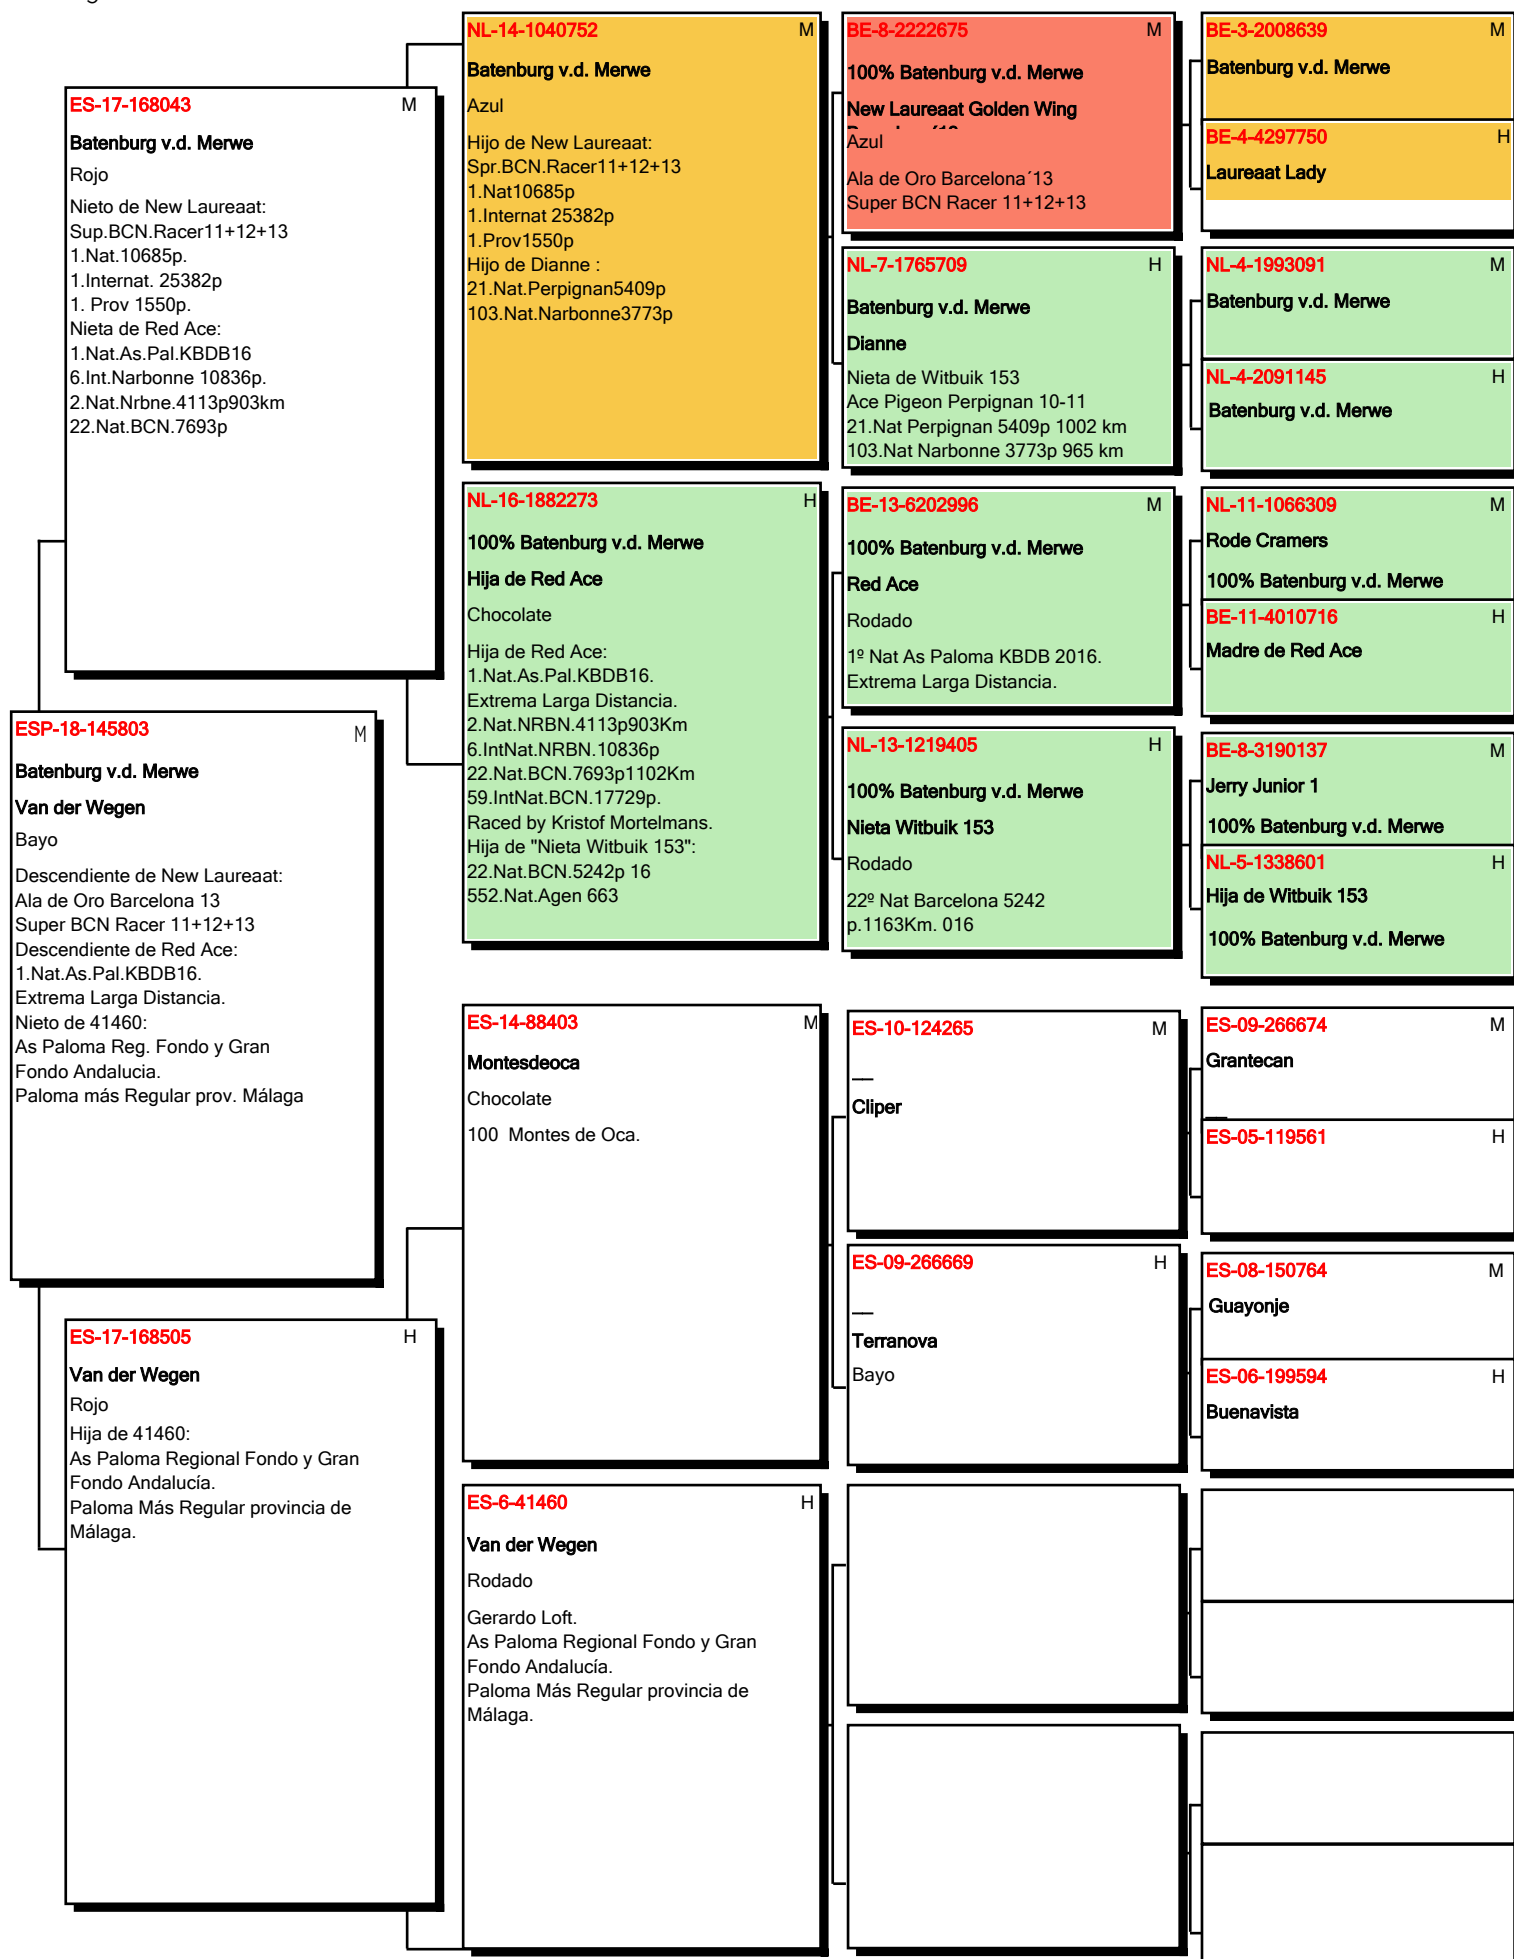 ESP-18-145803 M
Batenburg v.d. Merwe
Van der Wegen
Bayo
Descendiente de New Laureaat:
Ala de Oro Barcelona 13
Super BCN Racer 11+12+13
Descendiente de Red Ace:
1.Nat.As.Pal.KBDB16.
Extrema Larga Distancia.
Nieto de 41460:
As Paloma Reg. Fondo y Gran
Fondo Andalucia.
Paloma más Regular prov. Málaga
ES-17-168043 M
Batenburg v.d. Merwe
Rojo
Nieto de New Laureaat:
Sup.BCN.Racer11+12+13
1.Nat.10685p.
1.Internat. 25382p
1. Prov 1550p.
Nieta de Red Ace:
1.Nat.As.Pal.KBDB16
6.Int.Narbonne 10836p.
2.Nat.Nrbne.4113p903km
22.Nat.BCN.7693p
ES-17-168505 H
Van der Wegen
Rojo
Hija de 41460:
As Paloma Regional Fondo y Gran
Fondo Andalucía.
Paloma Más Regular provincia de
Málaga.
NL-14-1040752 M
Batenburg v.d. Merwe
Azul
Hijo de New Laureaat:
Spr.BCN.Racer11+12+13
1.Nat10685p
1.Internat 25382p
1.Prov1550p
Hijo de Dianne :
21.Nat.Perpignan5409p
103.Nat.Narbonne3773p
NL-16-1882273 H
100% Batenburg v.d. Merwe
Hija de Red Ace
Chocolate
Hija de Red Ace:
1.Nat.As.Pal.KBDB16.
Extrema Larga Distancia.
2.Nat.NRBN.4113p903Km
6.IntNat.NRBN.10836p
22.Nat.BCN.7693p1102Km
59.IntNat.BCN.17729p.
Raced by Kristof Mortelmans.
Hija de "Nieta Witbuik 153":
22.Nat.BCN.5242p 16
552.Nat.Agen 663
ES-14-88403 M
Montesdeoca
Chocolate
100 Montes de Oca.
ES-6-41460 H
Van der Wegen
Rodado
Gerardo Loft.
As Paloma Regional Fondo y Gran
Fondo Andalucía.
Paloma Más Regular provincia de
Málaga.
BE-8-2222675 M
100% Batenburg v.d. Merwe
New Laureaat Golden Wing
Azul
Ala de Oro Barcelona´13
Super BCN Racer 11+12+13
NL-7-1765709 H
Batenburg v.d. Merwe
Dianne
Nieta de Witbuik 153
Ace Pigeon Perpignan 10-11
21.Nat Perpignan 5409p 1002 km
103.Nat Narbonne 3773p 965 km
BE-13-6202996 M
100% Batenburg v.d. Merwe
Red Ace
Rodado
1º Nat As Paloma KBDB 2016.
Extrema Larga Distancia.
NL-13-1219405 H
100% Batenburg v.d. Merwe
Nieta Witbuik 153
Rodado
22º Nat Barcelona 5242
p.1163Km. 016
ES-10-124265 M
__
Cliper
ES-09-266669 H
__
Terranova
Bayo
BE-3-2008639 M
Batenburg v.d. Merwe
BE-4-4297750 H
Laureaat Lady
NL-4-1993091 M
Batenburg v.d. Merwe
NL-4-2091145 H
Batenburg v.d. Merwe
NL-11-1066309 M
Rode Cramers
100% Batenburg v.d. Merwe
BE-11-4010716 H
Madre de Red Ace
BE-8-3190137 M
Jerry Junior 1
100% Batenburg v.d. Merwe
NL-5-1338601 H
Hija de Witbuik 153
100% Batenburg v.d. Merwe
ES-09-266674 M
Grantecan
__
ES-05-119561 H
ES-08-150764 M
Guayonje
ES-06-199594 H
Buenavista